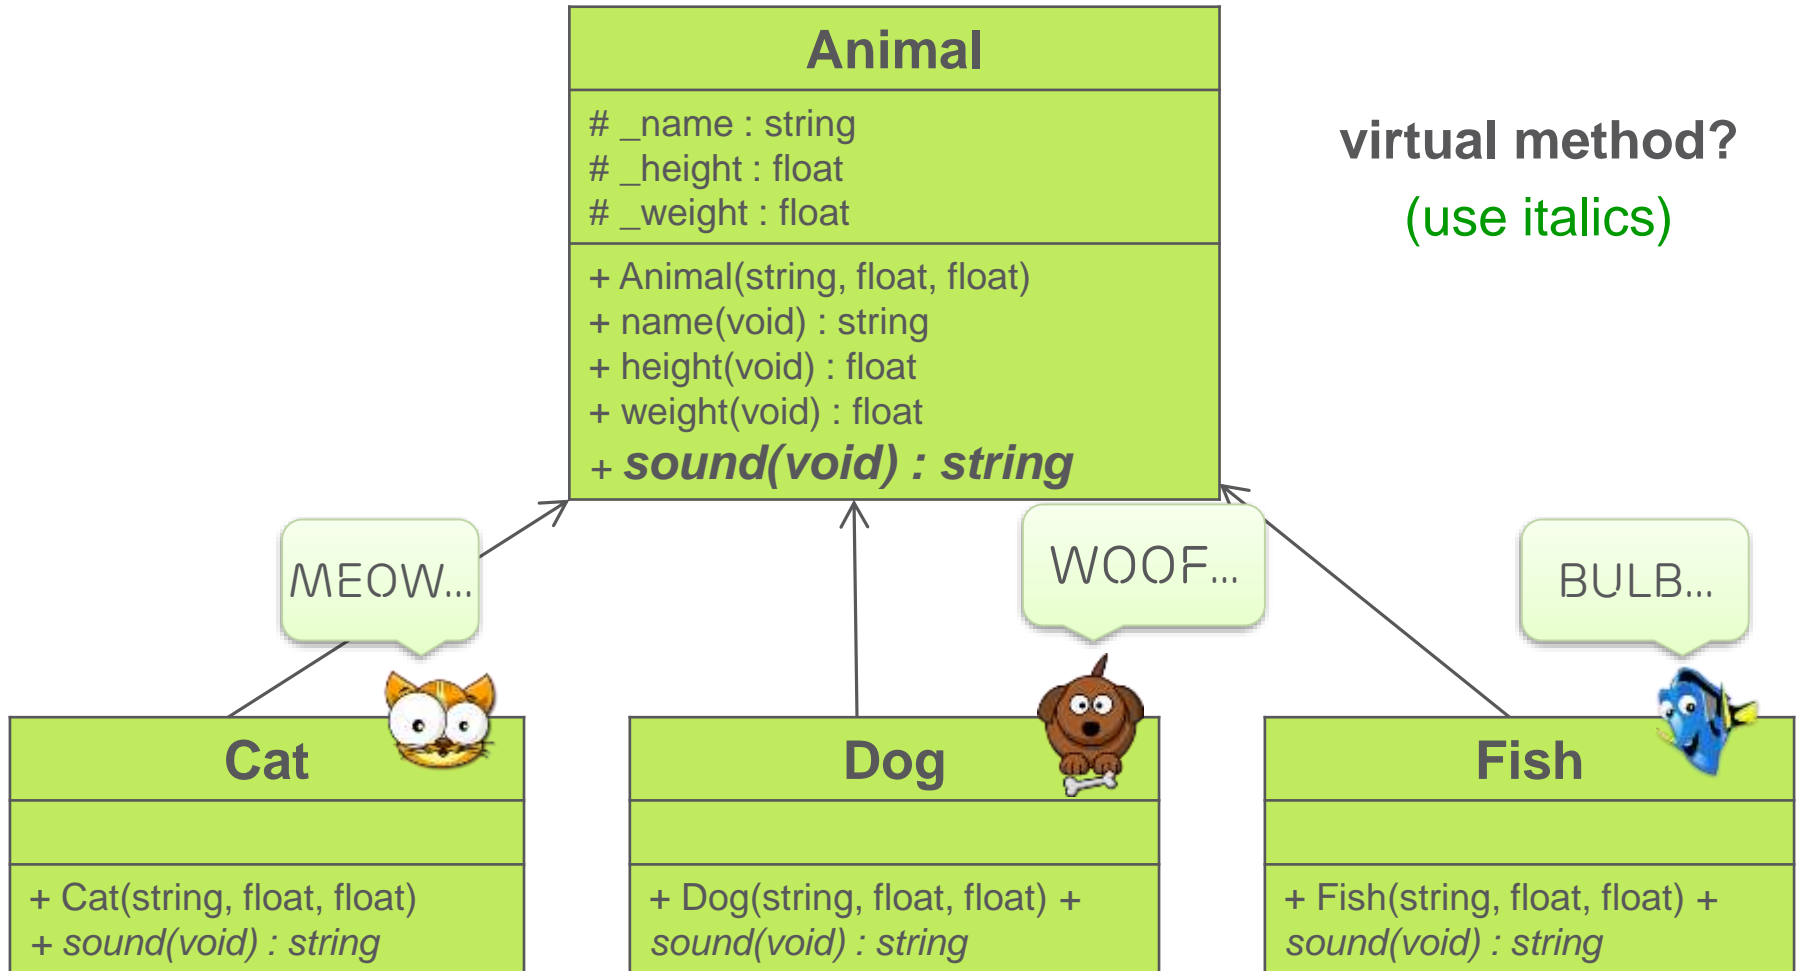 Animal
# _name : string
# _height : float
# _weight : float
+ Animal(string, float, float)
+ name(void) : string
+ height(void) : float
+ weight(void) : float
+ sound(void) : string
virtual method?
(use italics)
MEOW...
WOOF...
BULB...
Cat
+ Cat(string, float, float)
+ sound(void) : string
Dog
+ Dog(string, float, float) +
sound(void) : string
Fish
+ Fish(string, float, float) +
sound(void) : string